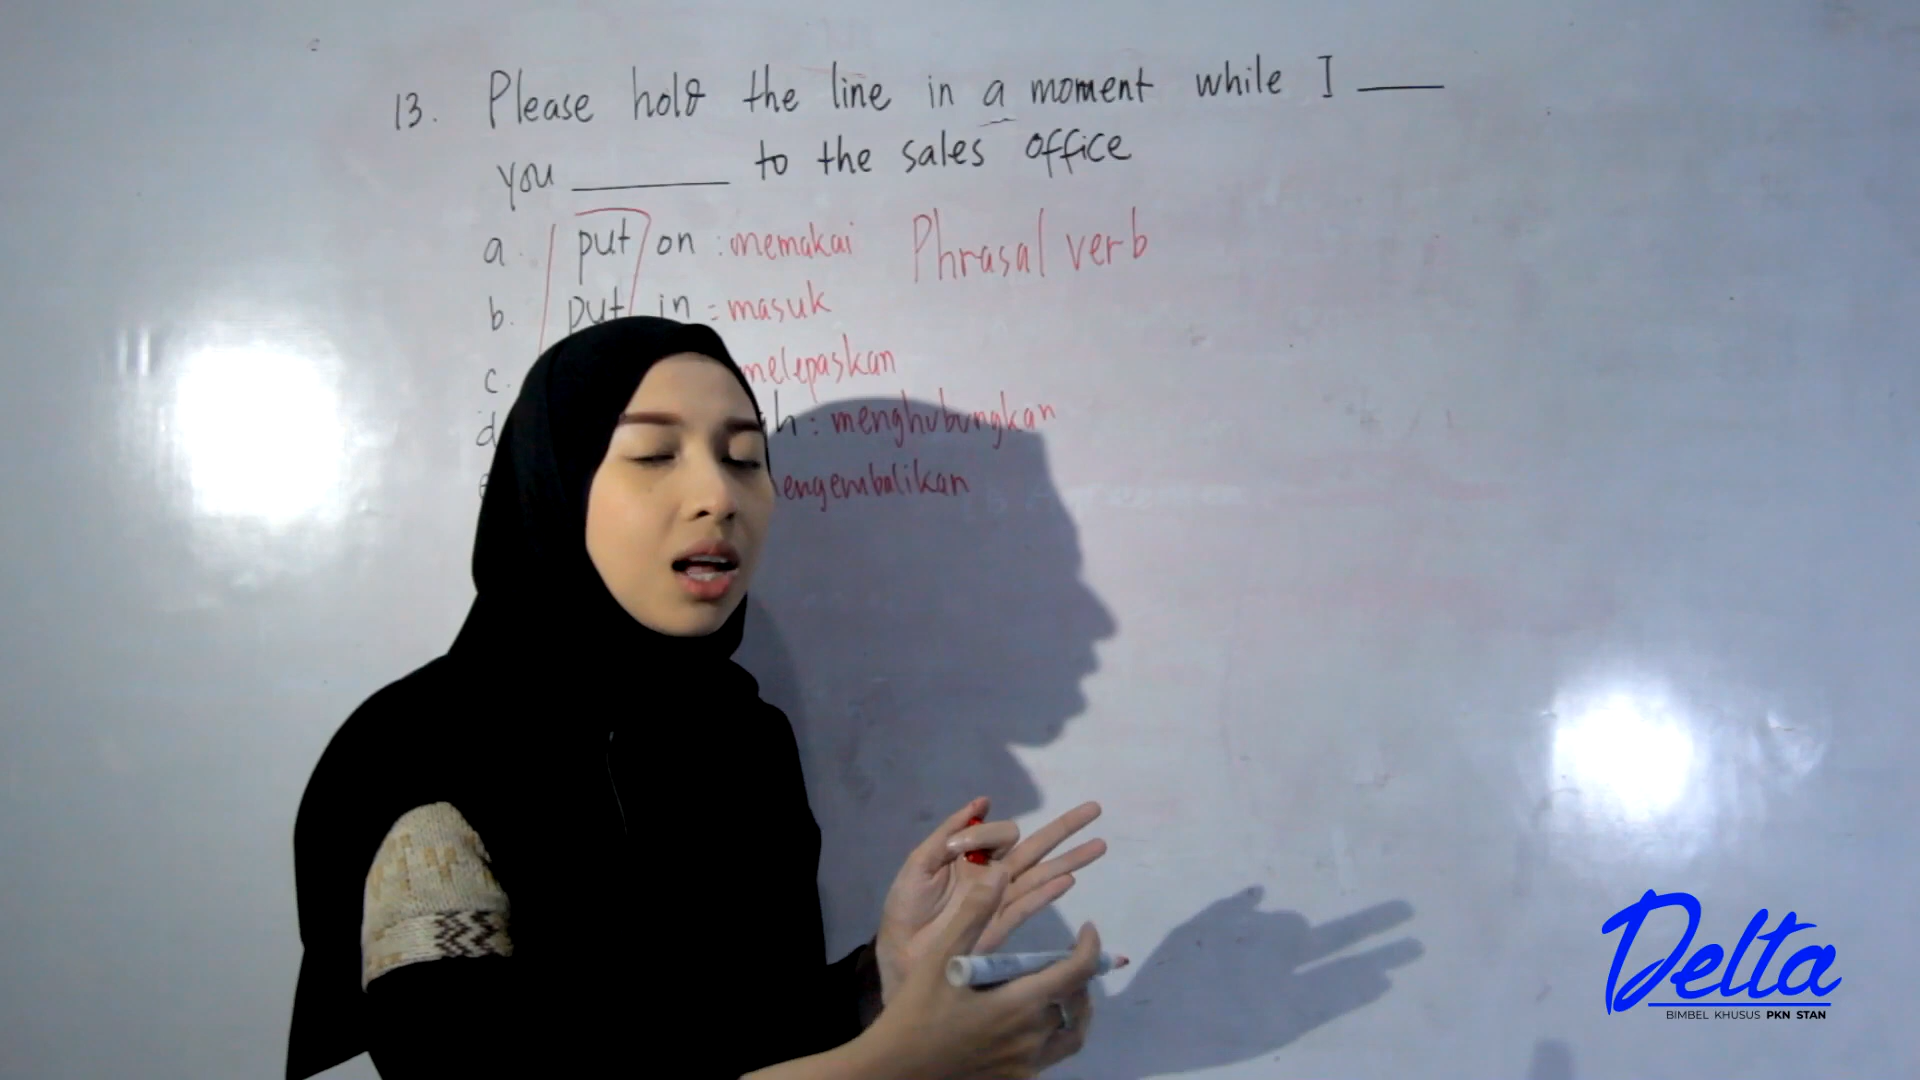 13. Please hold the line in a moment while I ____
you ______ to the sales office
a. put on : memakai Phrasal verb
b. put in = masuk
c. melepaskan
d : menghubungkan
engembalikan
Delta
BIMBEL KHUSUS PKN STAN